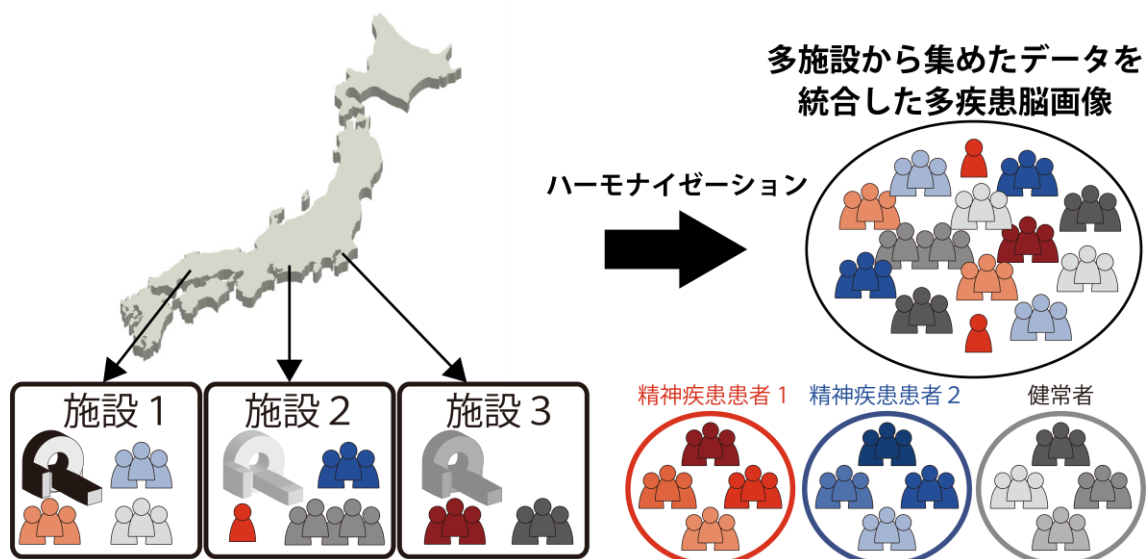 多施設から集めたデータを
統合した多疾患脳画像
ハーモナイゼーション
施設1
施設2
施設3
精神疾患患者1
精神疾患患者2
健常者